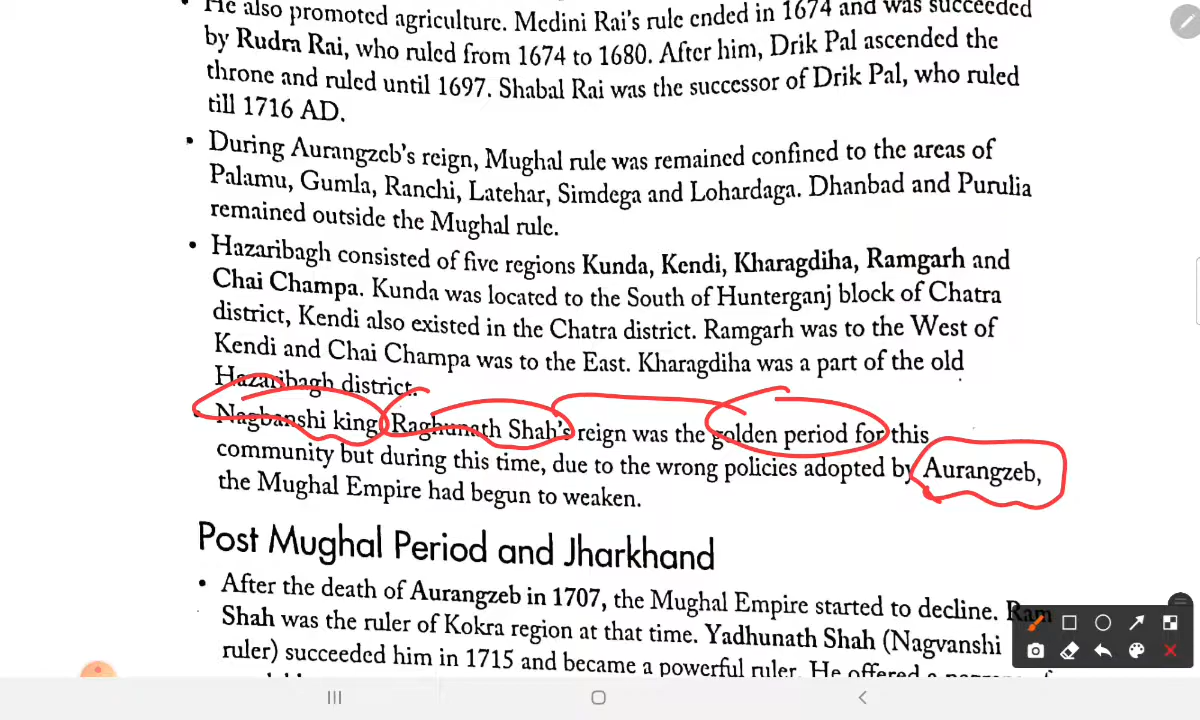 He also promoted agriculture. Medini Rai's rule ended in 1674 and was succeeded
by Rudra Rai, who ruled from 1674 to 1680. After him, Drik Pal ascended the
throne and ruled until 1697. Shabal Rai was the successor of Drik Pal, who ruled
till 1716 AD.
• During Aurangzeb's reign, Mughal rule was remained confined to the areas of
Palamu, Gumla, Ranchi, Latehar, Simdega and Lohardaga. Dhanbad and Purulia
remained outside the Mughal rule.
• Hazaribagh consisted of five regions Kunda, Kendi, Kharagdiha, Ramgarh and
Chai Champa. Kunda was located to the South of Hunterganj block of Chatra
district, Kendi also existed in the Chatra district. Ramgarh was to the West of
Kendi and Chai Champa was to the East. Kharagdiha was a part of the old
Hazaribagh district.
• Nagbanshi king Raghunath Shah's reign was the golden period for this
community but during this time, due to the wrong policies adopted by Aurangzeb,
the Mughal Empire had begun to weaken.
Post Mughal Period and Jharkhand
• After the death of Aurangzeb in 1707, the Mughal Empire started to decline. Ram
Shah was the ruler of Kokra region at that time. Yadhunath Shah (Nagvanshi
ruler) succeeded him in 1715 and became a powerful ruler. He offered a